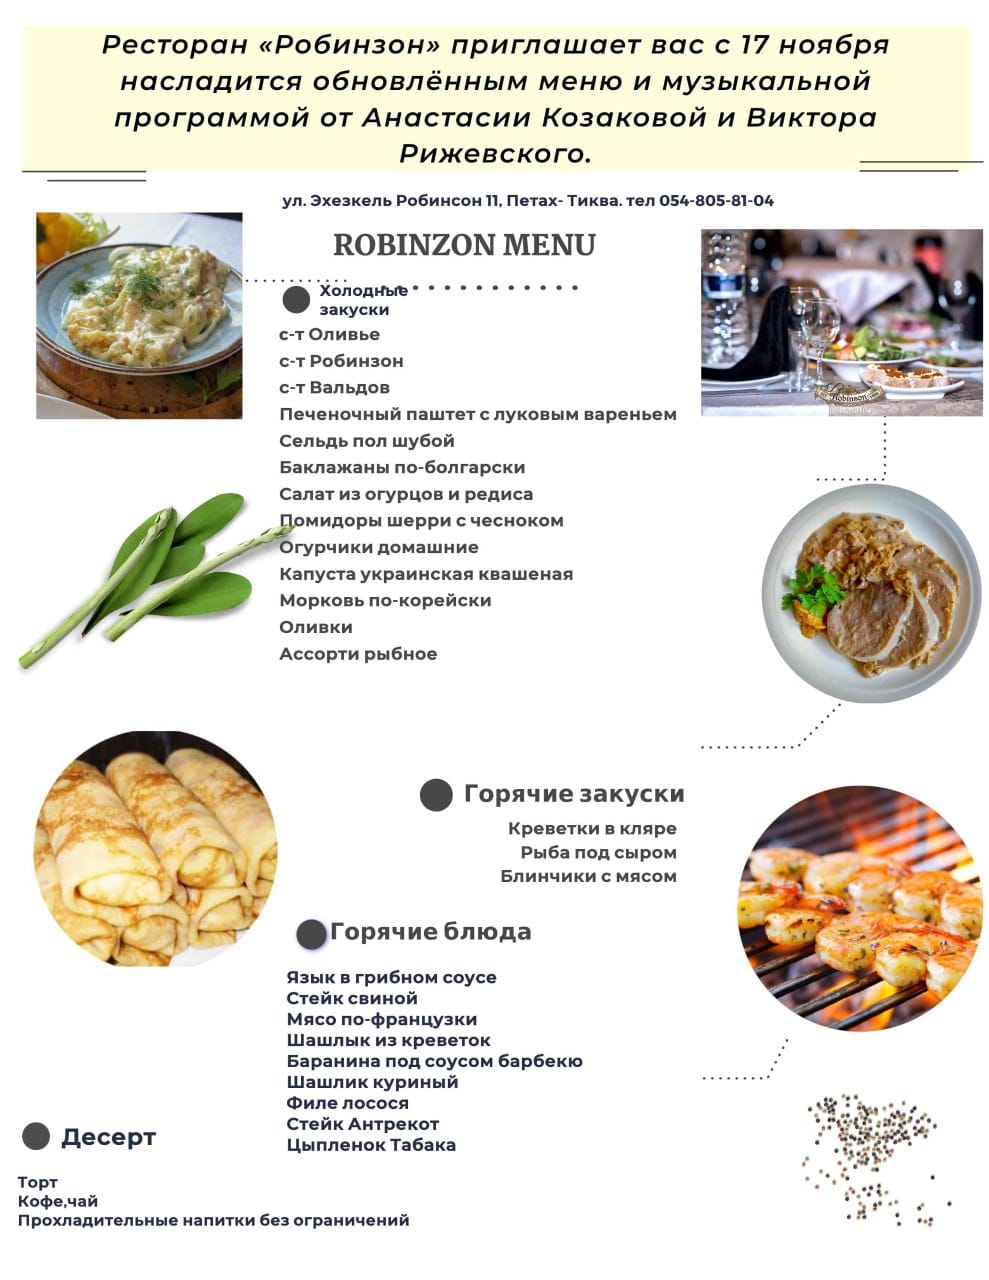 Ресторан «Робинзон» приглашает вас с 17 ноября
насладится обновлённым меню и музыкальной
программой от Анастасии Козаковой и Виктора
Рижевского.
ул. Эхезкель Робинсон 11, Петах- Тиква. тел 054-805-81-04
ROBINZON MENU
Холодные
закуски
с-т Оливье
с-т Робинзон
с-т Вальдов
Печеночный паштет с луковым вареньем
Сельдь пол шубой
Баклажаны по-болгарски
Салат из огурцов и редиса
Помидоры шерри с чесноком
Огурчики домашние
Капуста украинская квашеная
Морковь по-корейски
Оливки
Ассорти рыбное
Robinson
Горячие закуски
Креветки в кляре
Рыба под сыром
Блинчики с мясом
Горячие блюда
Язык в грибном соусе
Стейк свиной
Мясо по-французки
Шашлык из креветок
Баранина под соусом барбекю
Шашлик куриный
Филе лосося
Стейк Антрекот
Цыпленок Табака
Десерт
Торт
Кофе,чай
Прохладительные напитки без ограничений